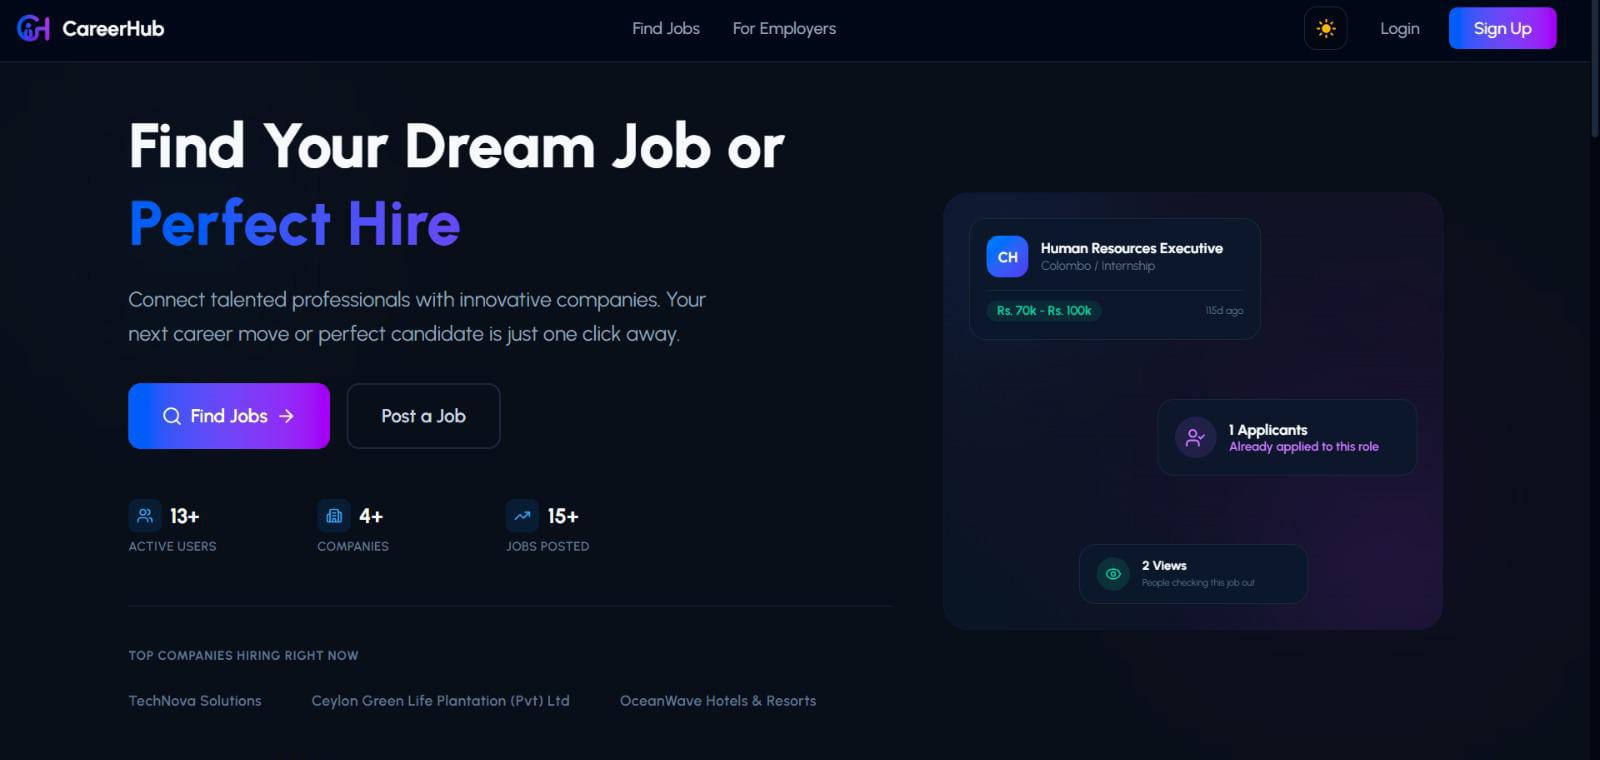 CareerHub
Find Jobs
For Employers
Login
Sign Up
Find Your Dream Job or
Perfect Hire
Connect talented professionals with innovative companies. Your
next career move or perfect candidate is just one click away.
Find Jobs
Post a Job
13+
ACTIVE USERS
4+
COMPANIES
15+
JOBS POSTED
TOP COMPANIES HIRING RIGHT NOW
TechNova Solutions
Ceylon Green Life Plantation (Pvt) Ltd
OceanWave Hotels & Resorts
CH
Human Resources Executive
Colombo / Internship
Rs. 70k - Rs. 100k
115d ago
1 Applicants
Already applied to this role
2 Views
People checking this job out